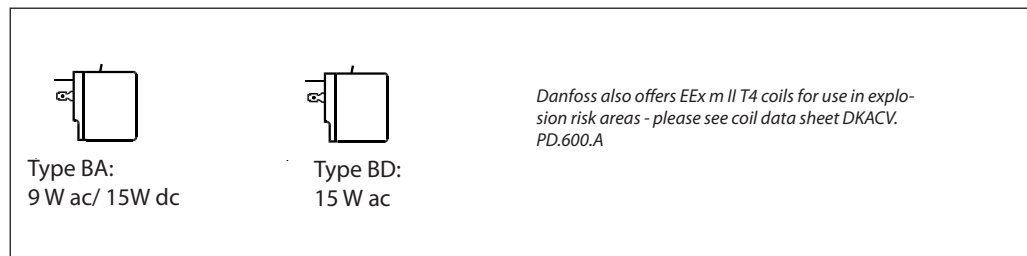 Danfoss also offers EEx m II T4 coils for use in explo-
sion risk areas - please see coil data sheet DKACV.
PD.600.A
Type BA:
9 W ac/ 15W dc
Type BD:
15 W ac